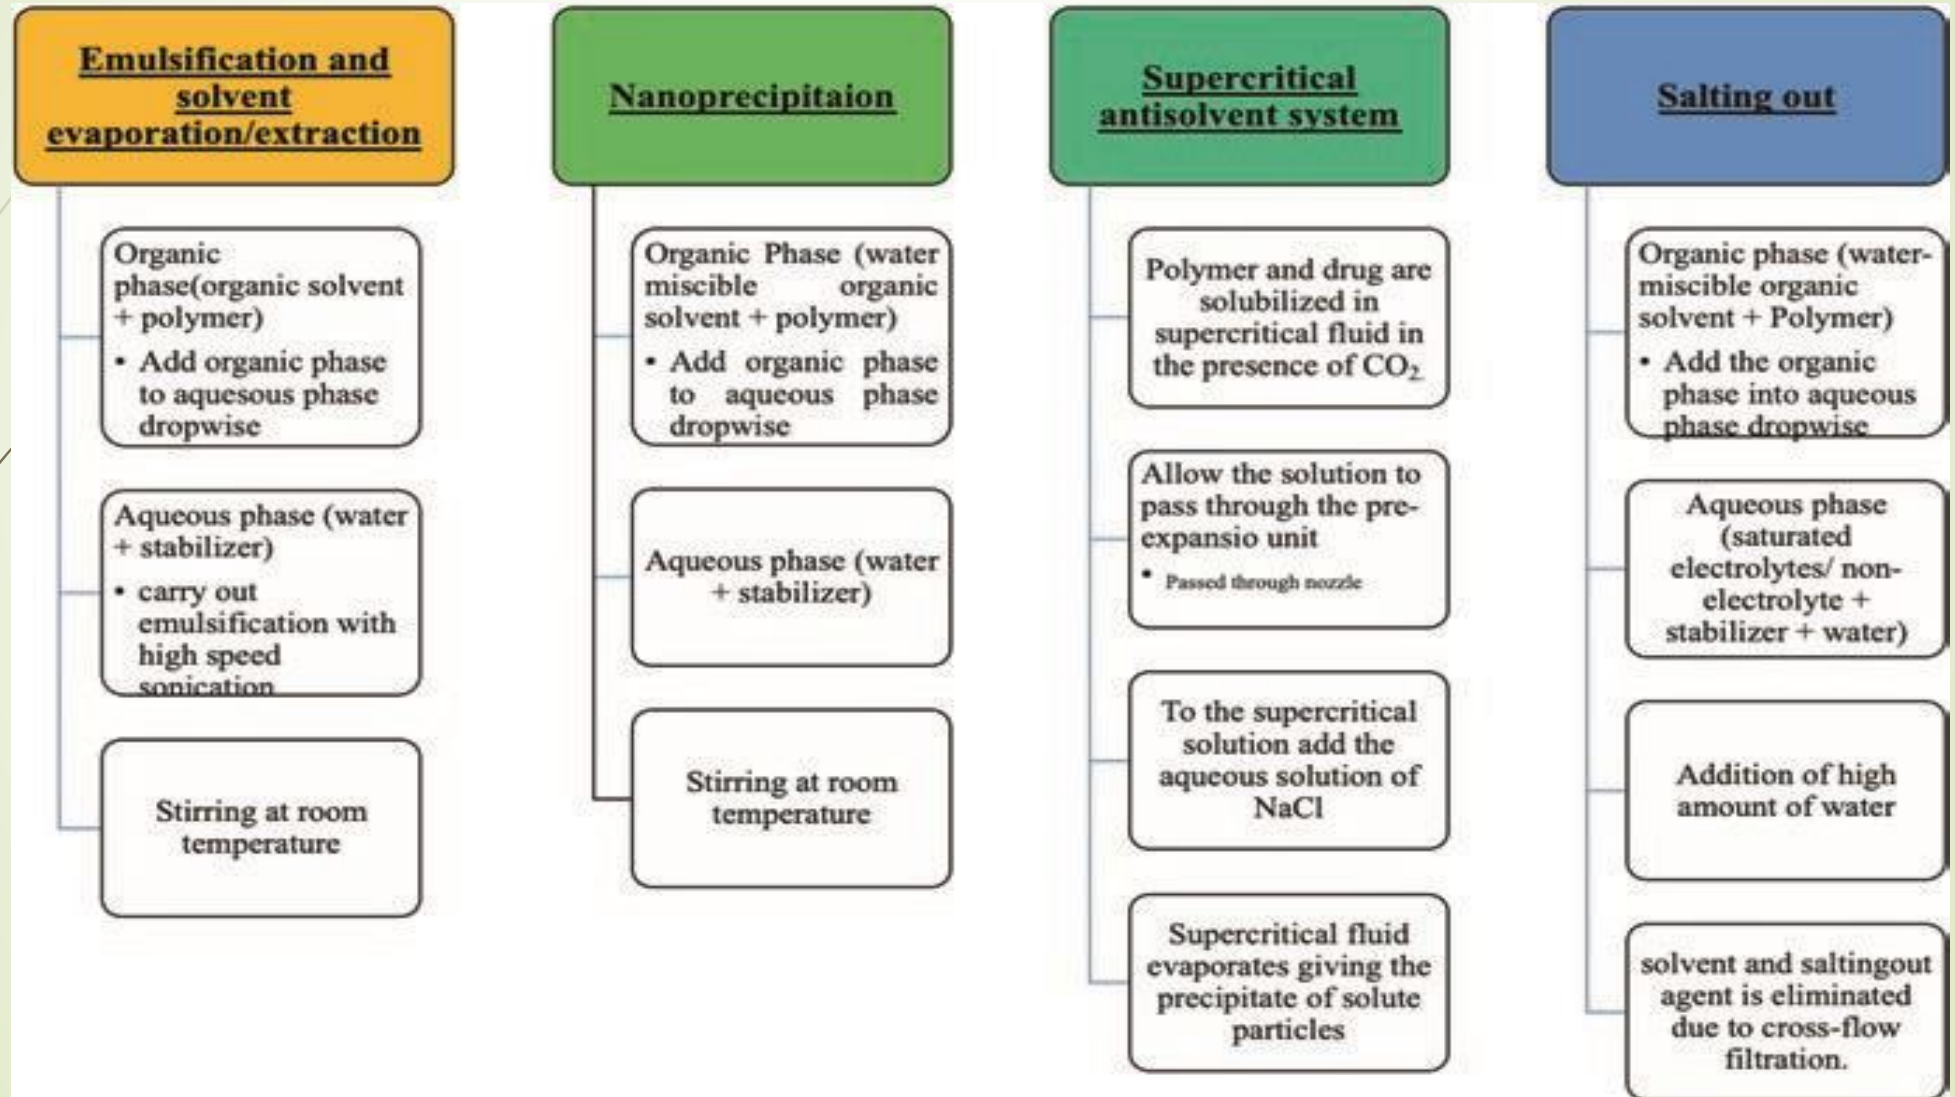 Emulsification and
solvent
evaporation/extraction
Organic
phase(organic solvent
+ polymer)
• Add organic phase
to aquesous phase
dropwise
Aqueous phase (water
+ stabilizer)
• carry out
emulsification with
high speed
sonication
Stirring at room
temperature
Nanoprecipitaion
Organic Phase (water
miscible organic
solvent + polymer)
• Add organic phase
to aqueous phase
dropwise
Aqueous phase (water
+ stabilizer)
Stirring at room
temperature
Supercritical
antisolvent system
Polymer and drug are
solubilized in
supercritical fluid in
the presence of CO2
Allow the solution to
pass through the pre-
expansio unit
• Passed through nozzle
To the supercritical
solution add the
aqueous solution of
NaCl
Supercritical fluid
evaporates giving the
precipitate of solute
particles
Salting out
Organic phase (water-
miscible organic
solvent + Polymer)
• Add the organic
phase into aqueous
phase dropwise
Aqueous phase
(saturated
electrolytes/ non-
electrolyte +
stabilizer + water)
Addition of high
amount of water
solvent and saltingout
agent is eliminated
due to cross-flow
filtration.